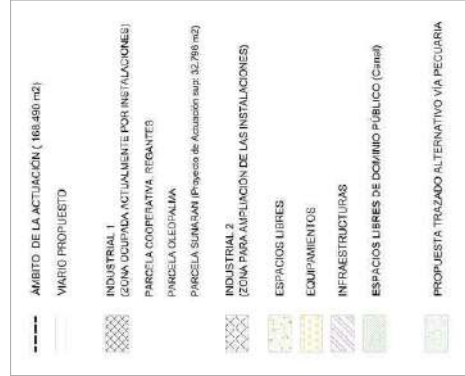 ÁMBITO DE LA ACTUACIÓN ( 168.490 m2)
VIARIO PROPUESTO
INDUSTRIAL 1
(ZONA OCUPADA ACTUALMENTE POR INSTALACIONES)
PARCELA COOPERATIVA. REGANTES
PARCELA OLEOPALMA
PARCELA SUNARAN (Proyecto de Actuación sup: 32.796 m2)
INDUSTRIAL 2
(ZONA PARA AMPLIACIÓN DE LAS INSTALACIONES)
ESPACIOS LIBRES
EQUIPAMIENTOS
INFRAESTRUCTURAS
ESPACIOS LIBRES DE DOMINIO PÚBLICO (Canal)
PROPUESTA TRAZADO ALTERNATIVO VÍA PECUARIA